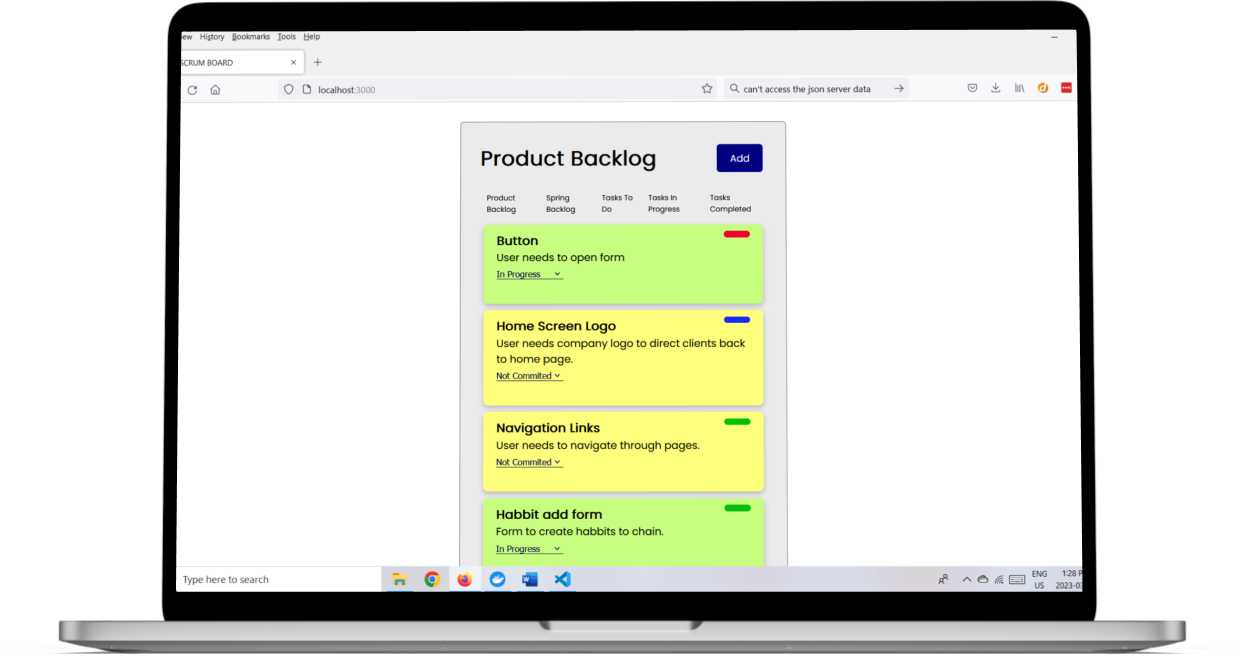 ew History Bookmarks Tools Help
SCRUM BOARD
localhost:3000
can't access the json server data
Product Backlog
Add
Product Backlog
Spring Backlog
Tasks To Do
Tasks In Progress
Tasks Completed
Button
User needs to open form
In Progress
Home Screen Logo
User needs company logo to direct clients back
to home page.
Not Commited
Navigation Links
User needs to navigate through pages.
Not Commited
Habbit add form
Form to create habbits to chain.
In Progress
Type here to search
ENG
US
1:28 P
2023-03